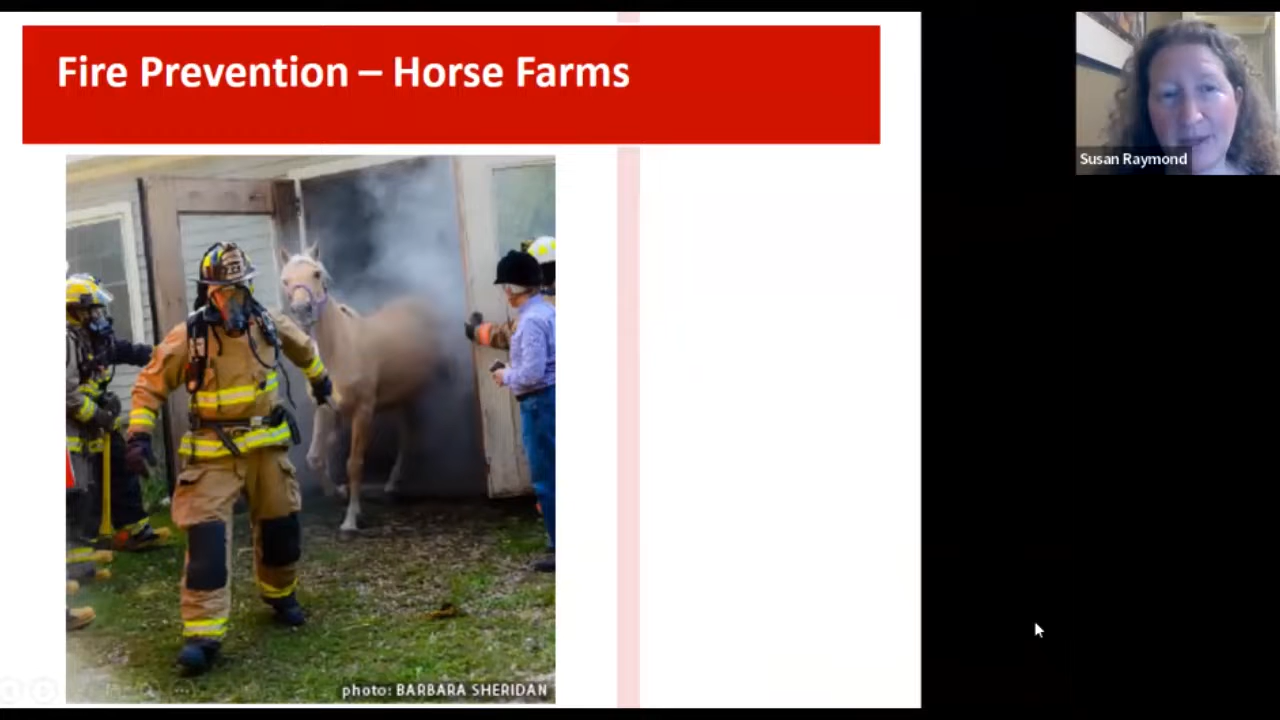 Fire Prevention – Horse Farms
Susan Raymond
photo: BARBARA SHERIDAN